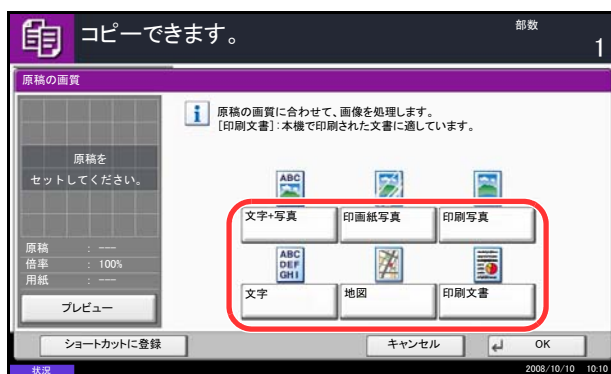 コピーできます。
部数
1
原稿の画質
原稿の画質に合わせて、画像を処理します。
[印刷文書]:本機で印刷された文書に適しています。
原稿を
セットしてください。
ABC
文字+写真
印画紙写真
印刷写真
ABC
DEF
GHI
文字
地図
印刷文書
原稿 : ---
倍率 : 100%
用紙 : ---
プレビュー
ショートカットに登録
キャンセル
OK
状況
2008/10/10 10:10